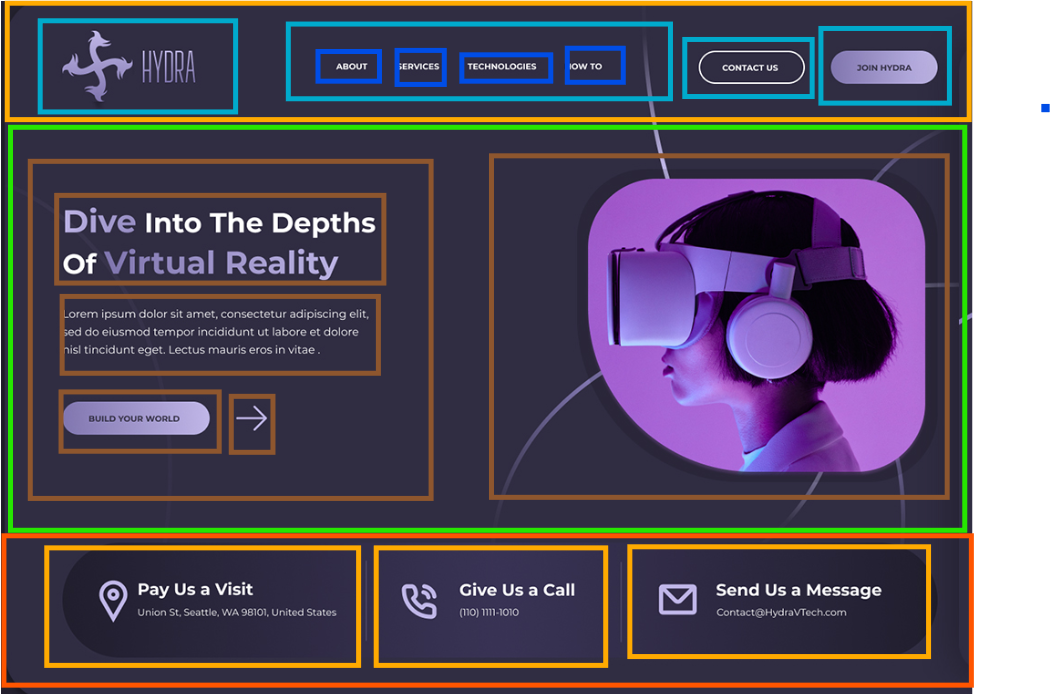 HYDRA
ABOUT
SERVICES
TECHNOLOGIES
HOW TO
CONTACT US
JOIN HYDRA
Dive Into The Depths
Of Virtual Reality
Lorem ipsum dolor sit amet, consectetur adipiscing elit,
sed do eiusmod tempor incididunt ut labore et dolore
nisl tincidunt eget. Lectus mauris eros in vitae .
BUILD YOUR WORLD
Pay Us a Visit
Union St, Seattle, WA 98101, United States
Give Us a Call
(110) 1111-1010
Send Us a Message
Contact@HydraVTech.com